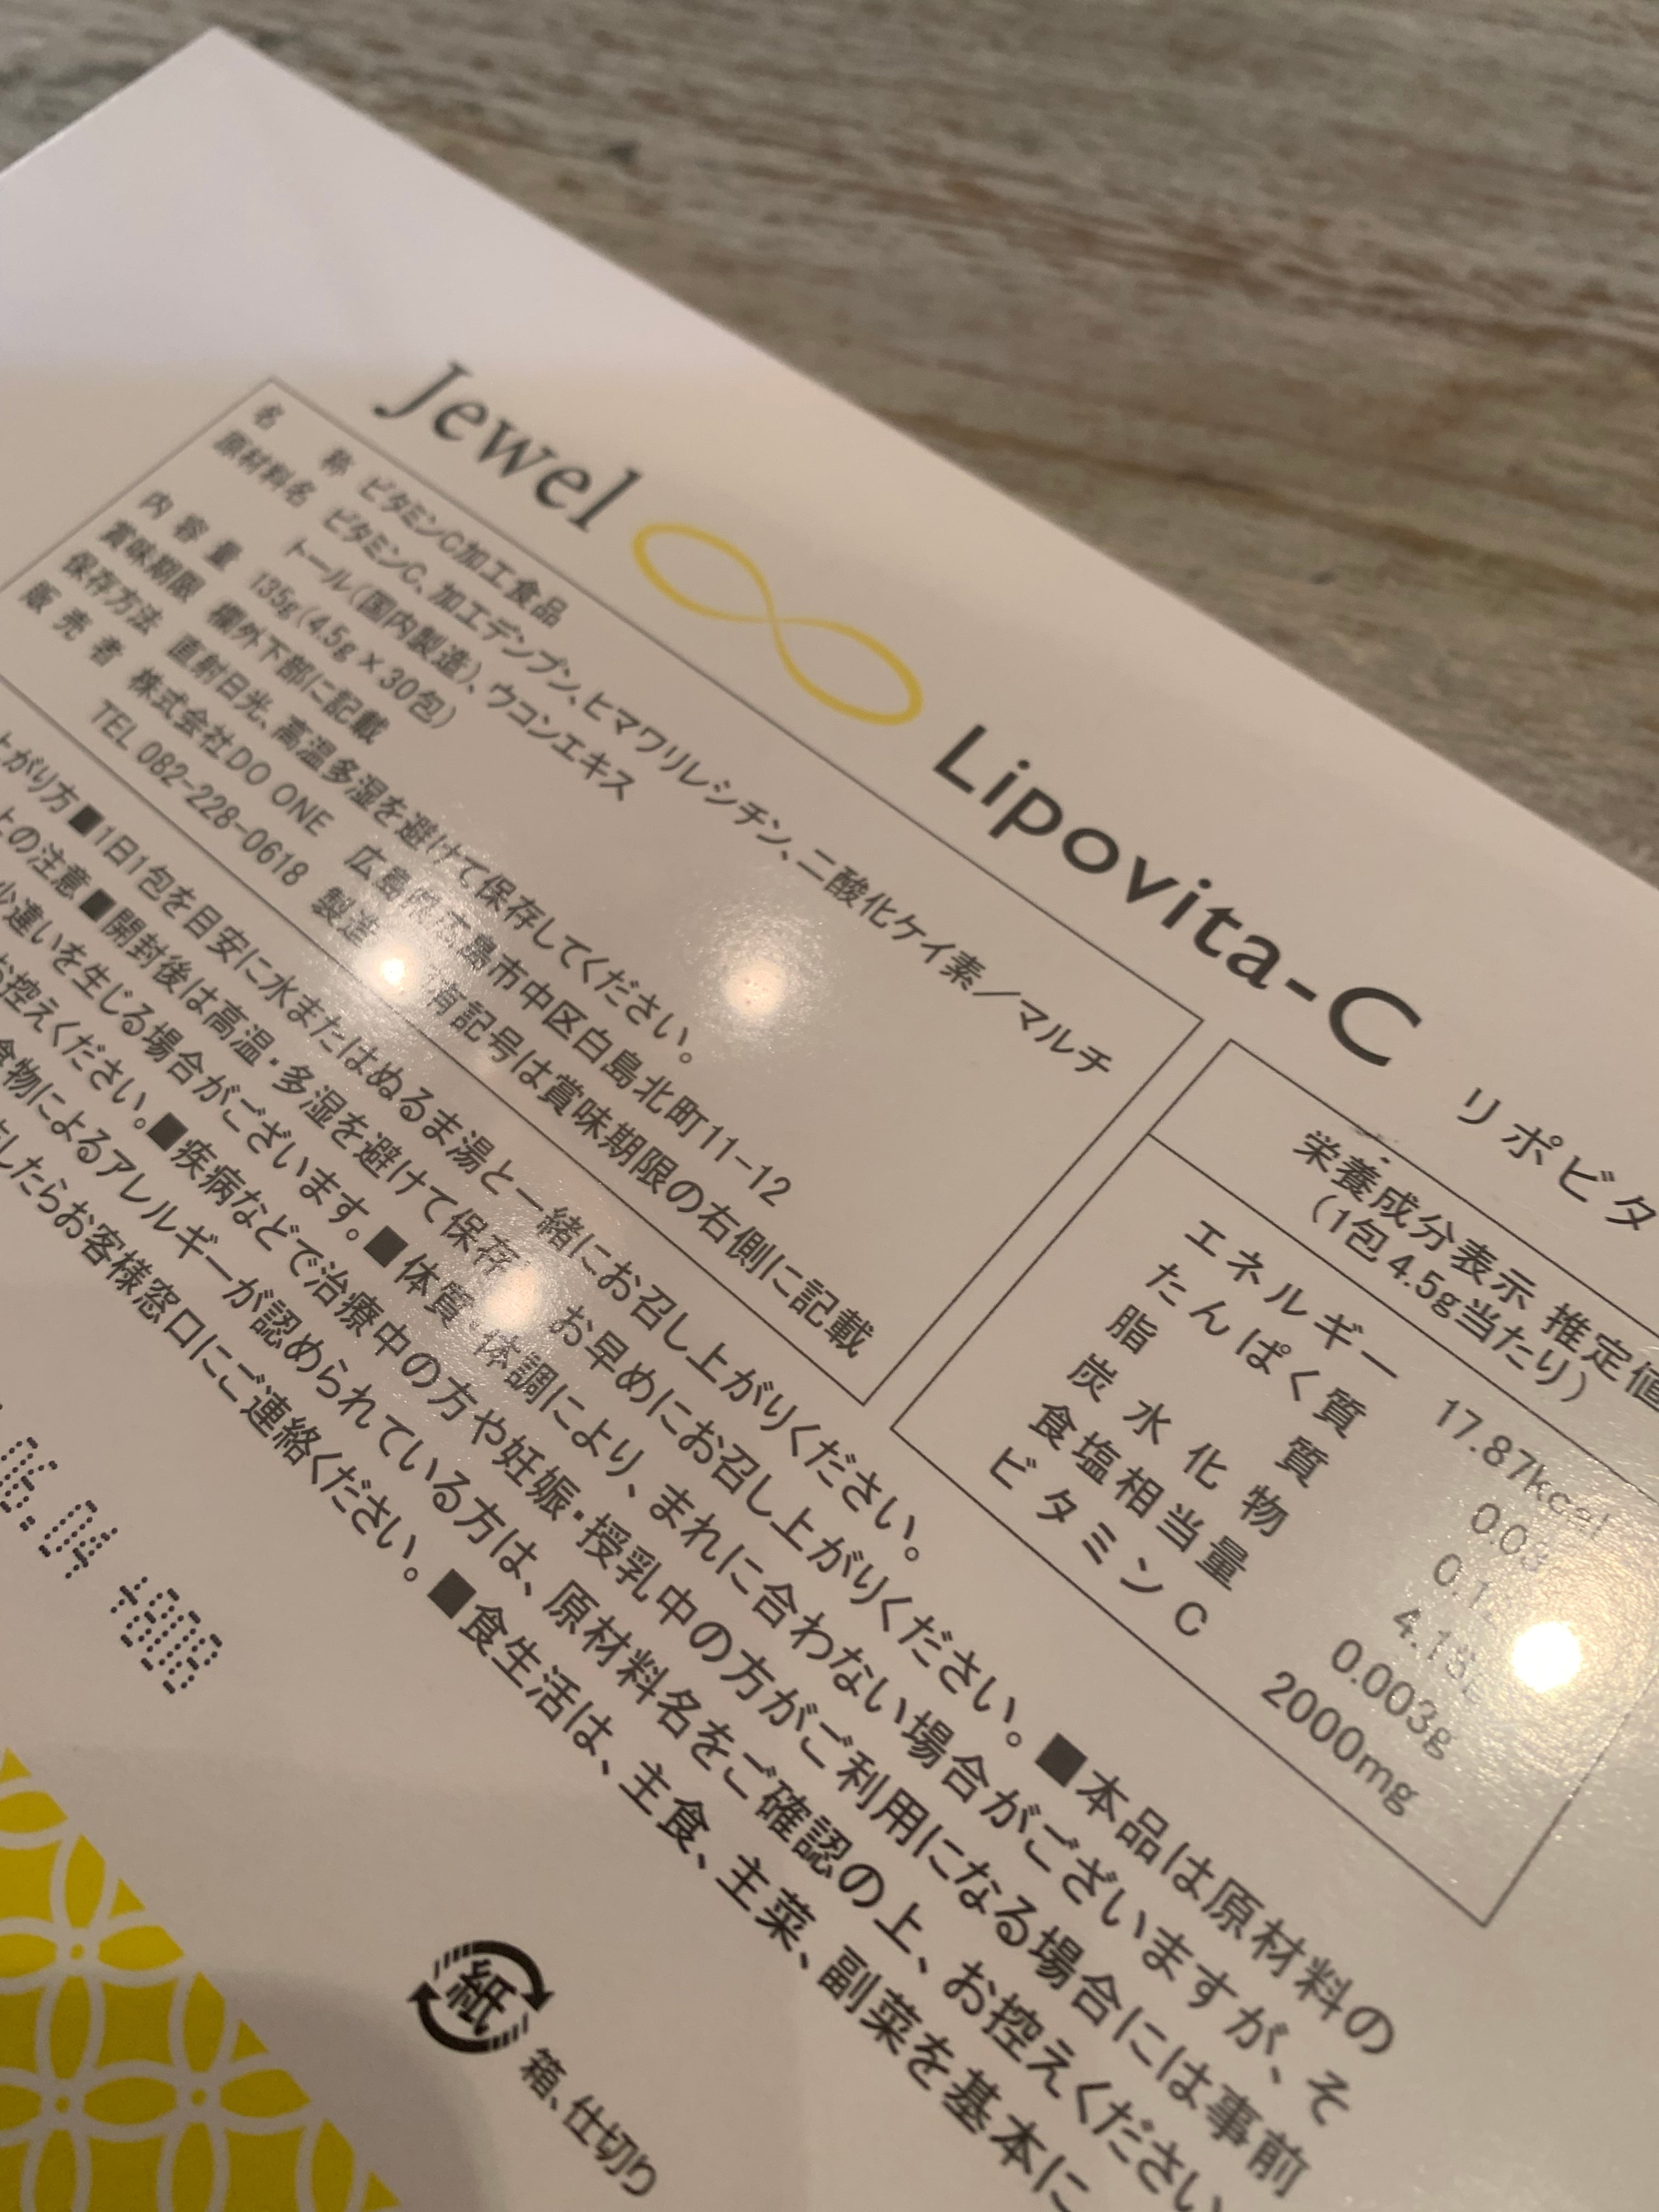 Jewel Lipovita-C リポビタ
名 称 ビタミンC加工食品
原材料名 ビタミンC、加工デンプン、ヒマワリレシチン、二酸化ケイ素／マルチ
トール(国内製造)、ウコンエキス
内容量 135g(4.5g×30包)
賞味期限 欄外下部に記載
保存方法 直射日光、高温多湿を避けて保存してください。
販売者 株式会社DO ONE 広島県広島市中区白島北町11-12
TEL 082-228-0618 製造 有記号は賞味期限の右側に記載
栄養成分表示 推定値
(1包4.5g当たり)
エネルギー 17.87kcal
たんぱく質 0.03
脂質 0.1
炭水化物 4.18
食塩相当量 0.003g
ビタミンC 2000mg
上がり方■1日1包を目安に水またはぬるま湯と一緒にお召し上がりください。
上の注意■開封後は高温・多湿を避けて保存 お早めにお召し上がりください。■本品は原材料の
少違いを生じる場合がございます。■体質・体調により、まれに合わない場合がございますが、そ
お控えください。■疾病などで治療中の方や妊娠・授乳中の方がご利用になる場合には事前
食物によるアレルギーが認められている方は、原材料名をご確認の上、お控えください
したらお客様窓口にご連絡ください。■食生活は、主食、主菜、副菜を基本に
06.04 +800B
紙 箱、仕切り